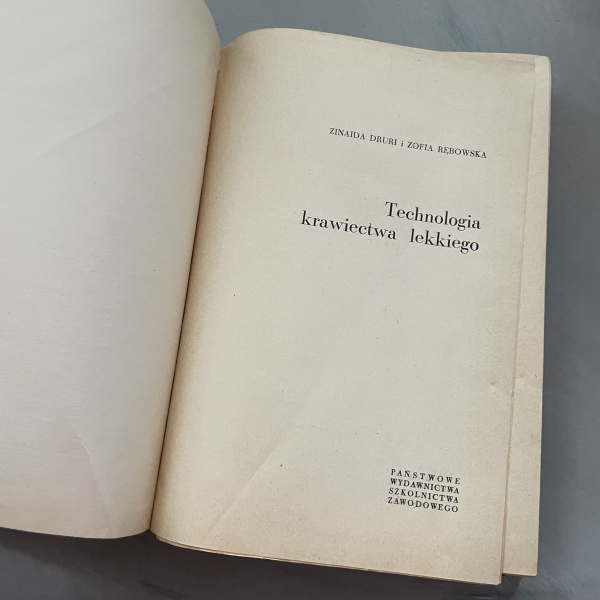 ZINAIDA DRURI i ZOFIA RĘBOWSKA
Technologia
krawiectwa lekkiego
PAŃSTWOWE
WYDAWNICTWA
SZKOLNICTWA
ZAWODOWEGO